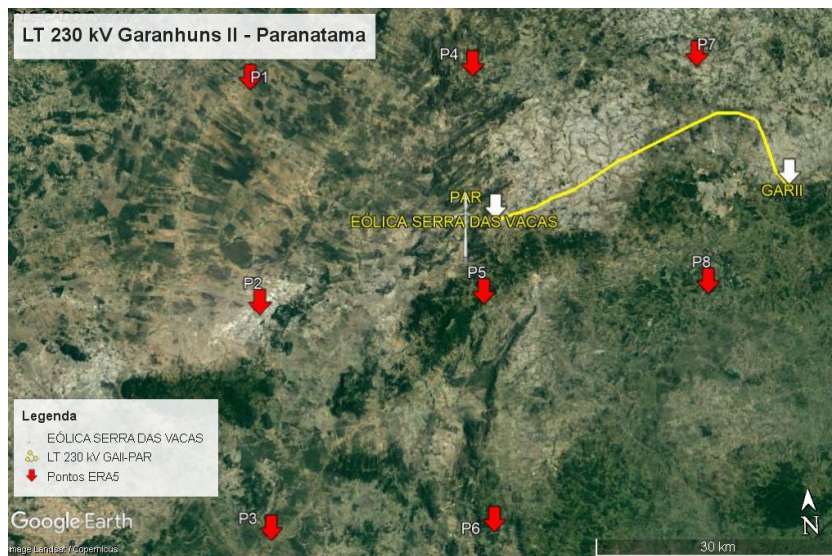 LT 230 kV Garanhuns II - Paranatama
P4
P7
P1
PAR
GARII
EÓLICA SERRA DAS VACAS
P5
P8
P2
Legenda
EÓLICA SERRA DAS VACAS
LT 230 kV GAII-PAR
Pontos ERA5
Google Earth
P3
P6
N
30 km
Image Landsat / Copernicus